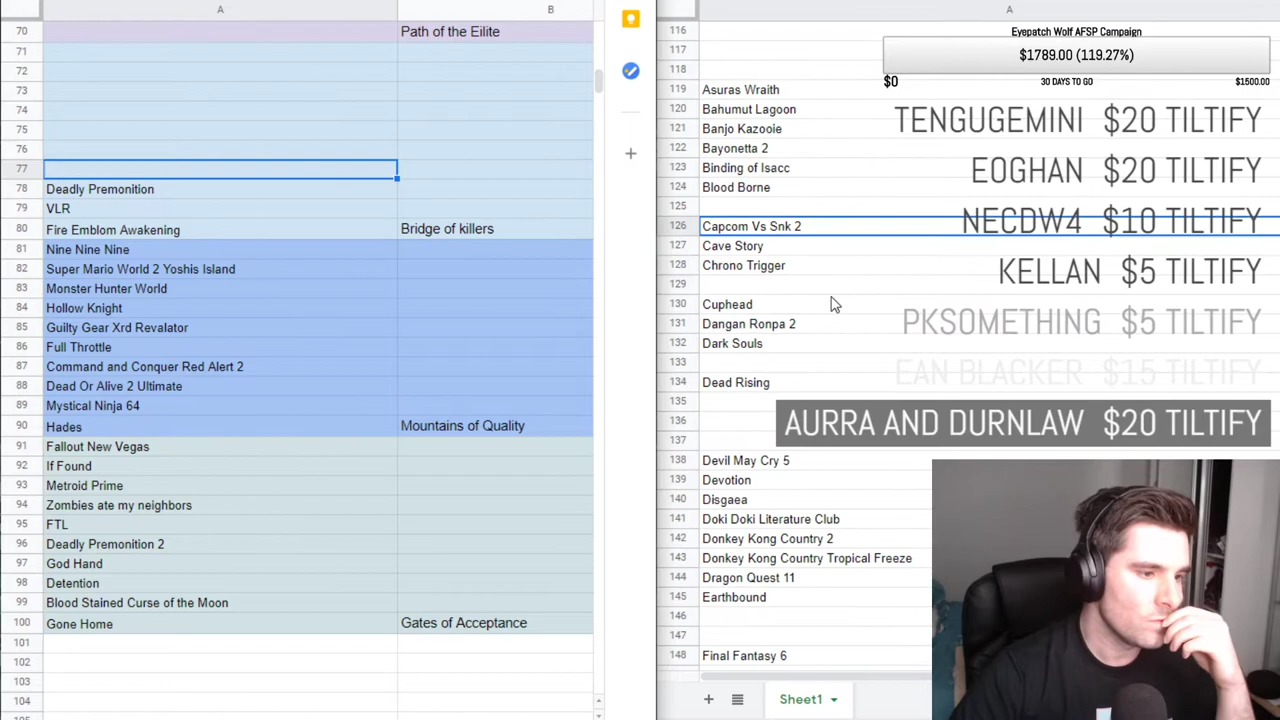 A
B
70 Path of the Eilite
71
72
73
74
75
76
77
78 Deadly Premonition
79 VLR
80 Fire Emblom Awakening Bridge of killers
81 Nine Nine Nine
82 Super Mario World 2 Yoshis Island
83 Monster Hunter World
84 Hollow Knight
85 Guilty Gear Xrd Revalator
86 Full Throttle
87 Command and Conquer Red Alert 2
88 Dead Or Alive 2 Ultimate
89 Mystical Ninja 64
90 Hades Mountains of Quality
91 Fallout New Vegas
92 If Found
93 Metroid Prime
94 Zombies ate my neighbors
95 FTL
96 Deadly Premonition 2
97 God Hand
98 Detention
99 Blood Stained Curse of the Moon
100 Gone Home Gates of Acceptance
101
102
103
104
A
116
117
118
119 Asuras Wraith
120 Bahumut Lagoon
121 Banjo Kazooie
122 Bayonetta 2
123 Binding of Isacc
124 Blood Borne
125
126 Capcom Vs Snk 2
127 Cave Story
128 Chrono Trigger
129
130 Cuphead
131 Dangan Ronpa 2
132 Dark Souls
133
134 Dead Rising
135
136
137
138 Devil May Cry 5
139 Devotion
140 Disgaea
141 Doki Doki Literature Club
142 Donkey Kong Country 2
143 Donkey Kong Country Tropical Freeze
144 Dragon Quest 11
145 Earthbound
146
147
148 Final Fantasy 6
Sheet1
Eyepatch Wolf AFSP Campaign
$1789.00 (119.27%)
$0 30 DAYS TO GO $1500.00
TENGUGEMINI $20 TILTIFY
EOGHAN $20 TILTIFY
NECDW4 $10 TILTIFY
KELLAN $5 TILTIFY
PKSOMETHING $5 TILTIFY
EAN BLACKER $15 TILTIFY
AURRA AND DURNLAW $20 TILTIFY